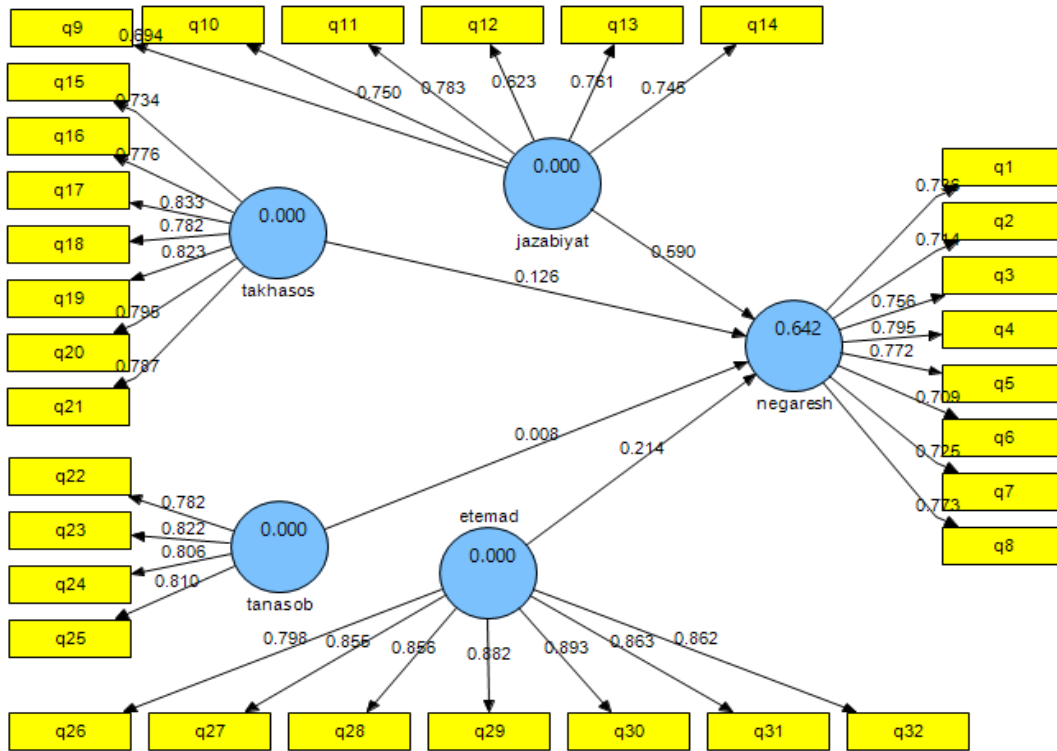 q9
q10
q11
q12
q13
q14
0.694
0.750
0.783
0.623
0.761
0.745
q15
q16
q17
q18
q19
q20
q21
0.734
0.776
0.833
0.782
0.823
0.795
0.787
0.000
takhasos
0.000
jazabiyat
0.590
0.126
0.642
negaresh
q1
q2
q3
q4
q5
q6
q7
q8
0.736
0.714
0.756
0.795
0.772
0.709
0.725
0.773
0.008
0.214
q22
q23
q24
q25
0.782
0.822
0.806
0.810
0.000
tanasob
etemad
0.000
0.798
0.855
0.856
0.882
0.893
0.863
0.862
q26
q27
q28
q29
q30
q31
q32